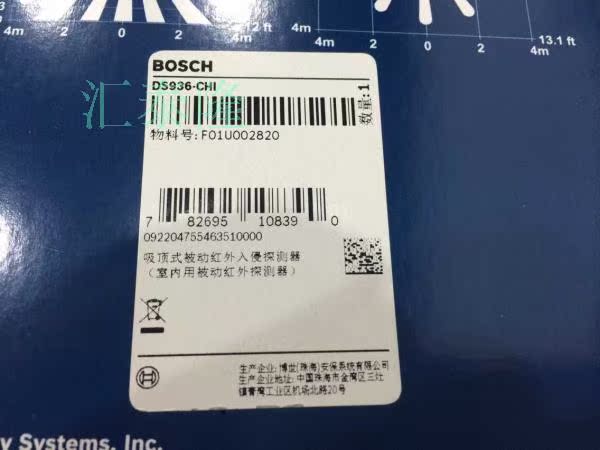 4m 2 0 2 4m
4m 2 0 2 4m
13.1 ft
BOSCH
DS936-CHI
数量:1
物料号:F01U002820
7 82695 10839 0
092204755463510000
吸顶式被动红外入侵探测器
(室内用被动红外探测器)
生产企业: 博世(珠海)安保系统有限公司
生产企业地址: 中国珠海市金湾区三灶
镇青湾工业区机场北路20号
y Systems, Inc.